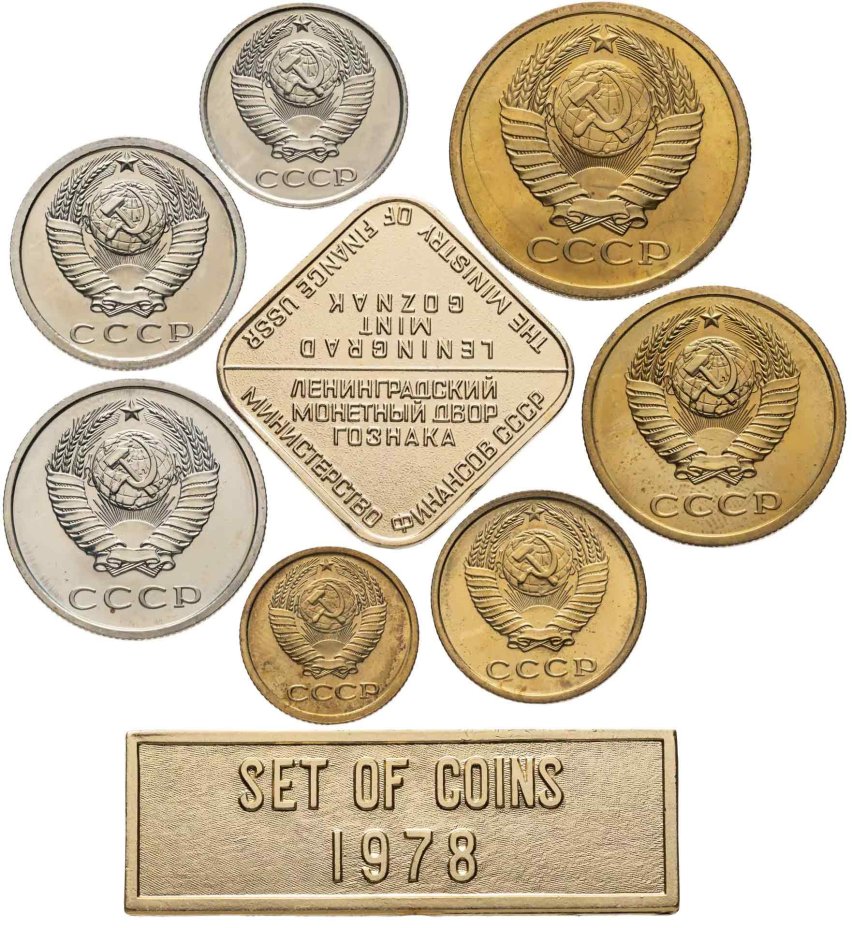 СССР
СССР
СССР
СССР
THE MINISTRY OF FINANCE USSR
LENINGRAD
MINT
GOZNAK
ЛЕНИНГРАДСКИЙ
МОНЕТНЫЙ ДВОР
ГОЗНАКА
МИНИСТЕРСТВО ФИНАНСОВ СССР
СССР
СССР
СССР
СССР
SET OF COINS
1978